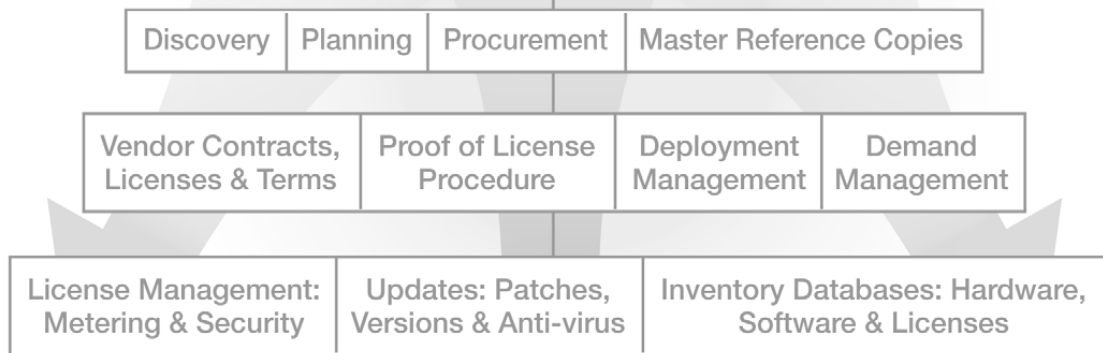 Discovery Planning Procurement Master Reference Copies
Vendor Contracts, Licenses & Terms
Proof of License Procedure
Deployment Management
Demand Management
License Management: Metering & Security
Updates: Patches, Versions & Anti-virus
Inventory Databases: Hardware, Software & Licenses